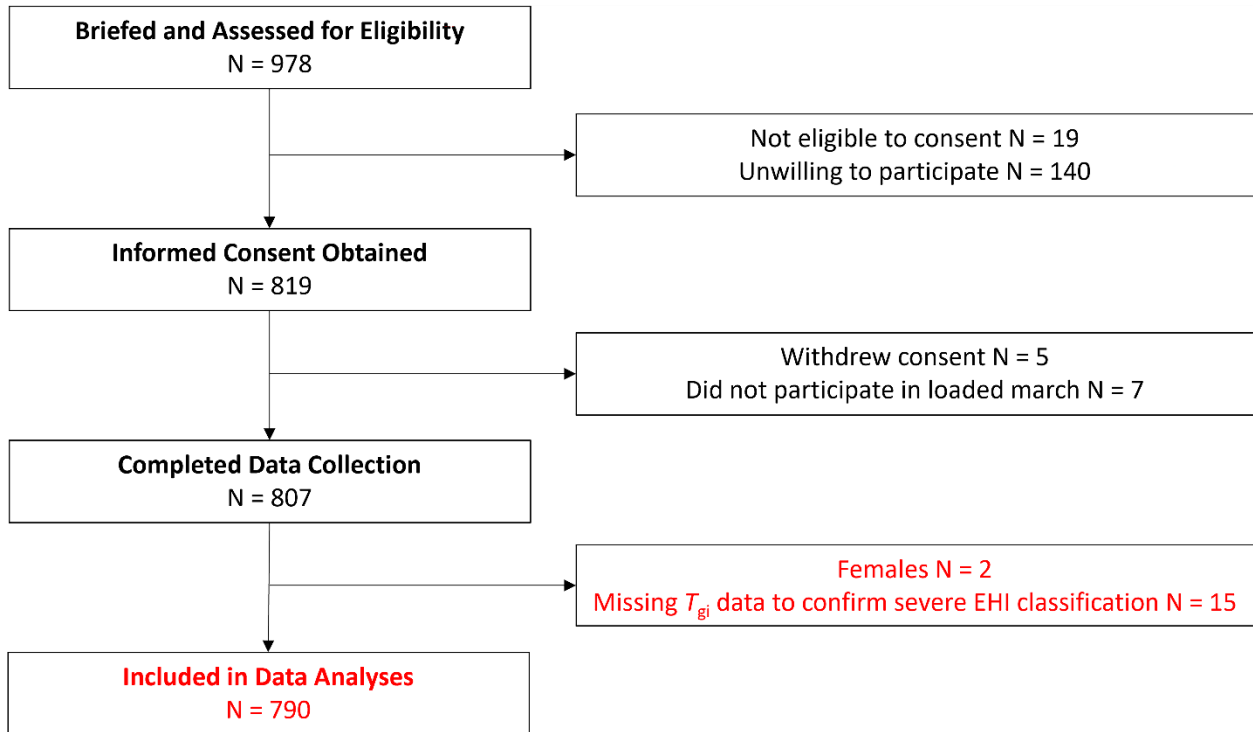 Briefed and Assessed for Eligibility
N = 978
Not eligible to consent N = 19
Unwilling to participate N = 140
Informed Consent Obtained
N = 819
Withdrew consent N = 5
Did not participate in loaded march N = 7
Completed Data Collection
N = 807
Females N = 2
Missing Tgi data to confirm severe EHI classification N = 15
Included in Data Analyses
N = 790